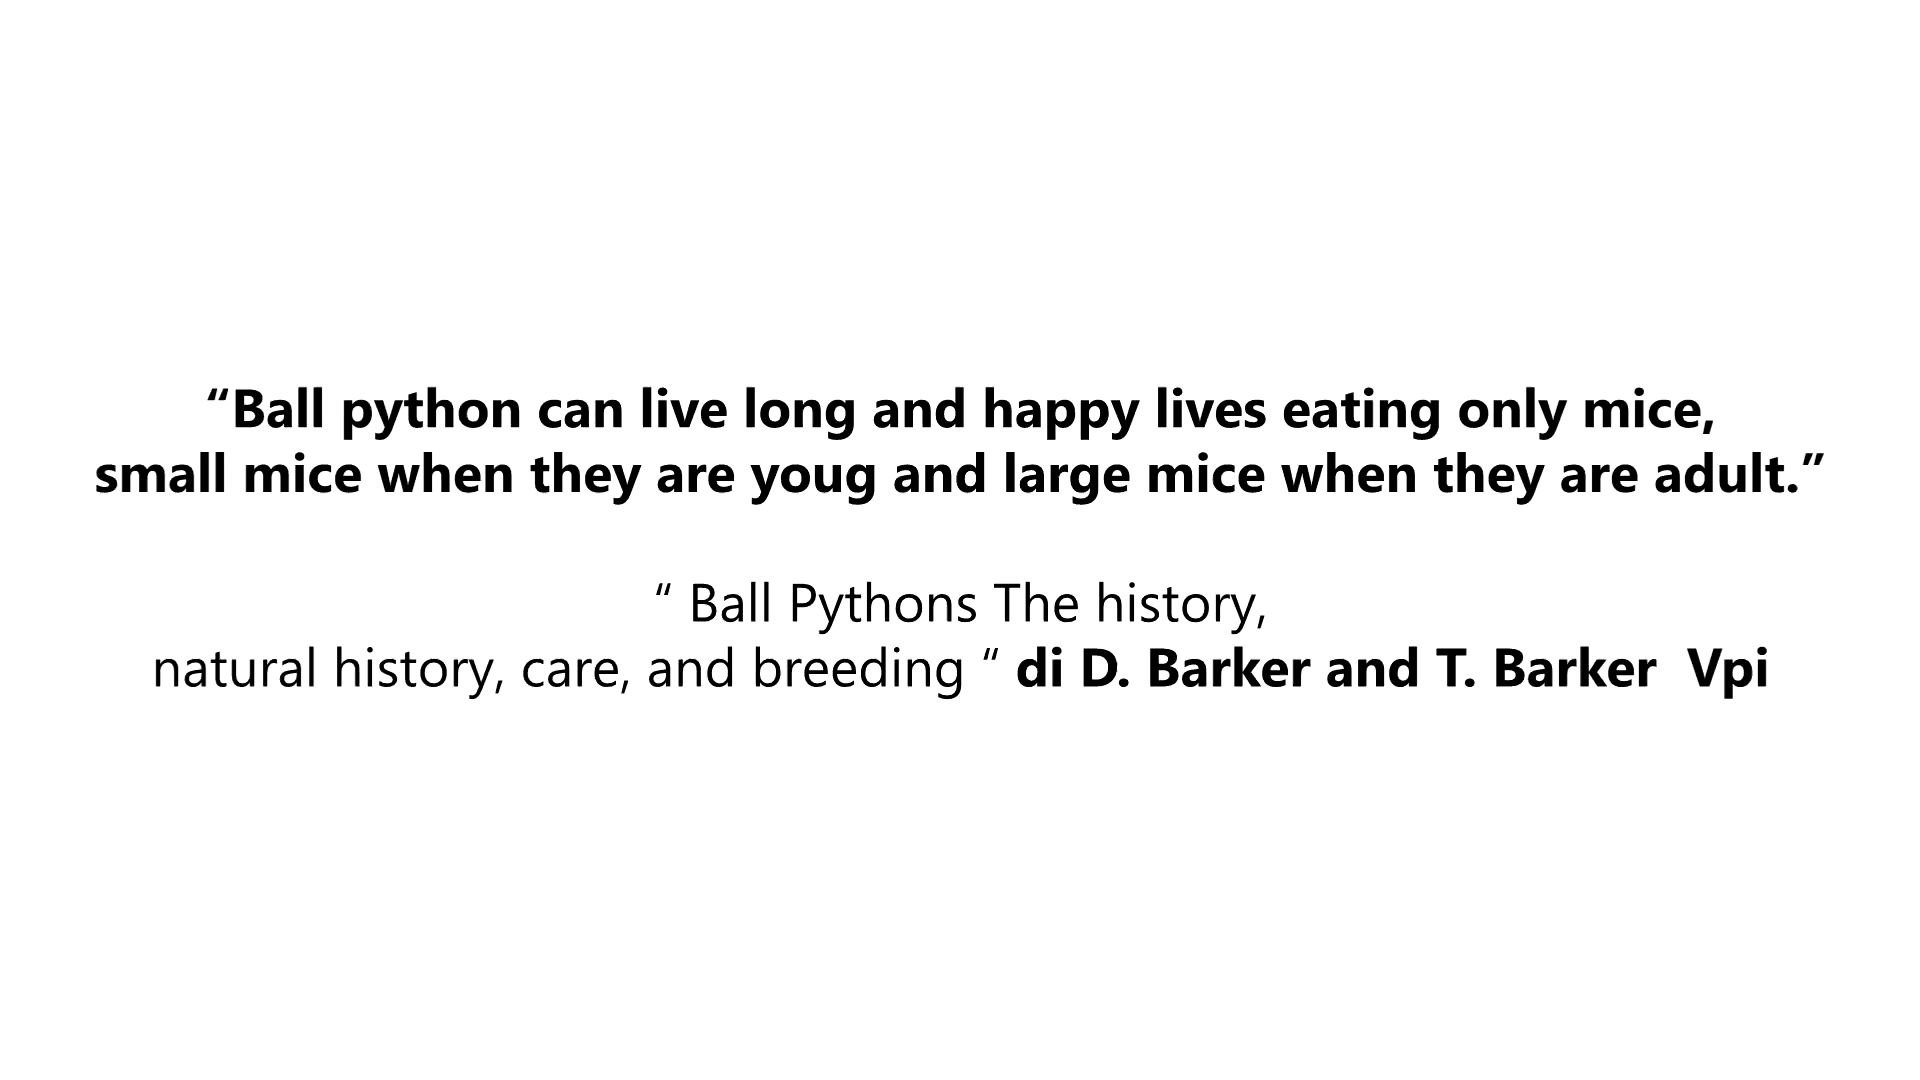 “Ball python can live long and happy lives eating only mice,
small mice when they are youg and large mice when they are adult.”
“ Ball Pythons The history,
natural history, care, and breeding “ di D. Barker and T. Barker  Vpi